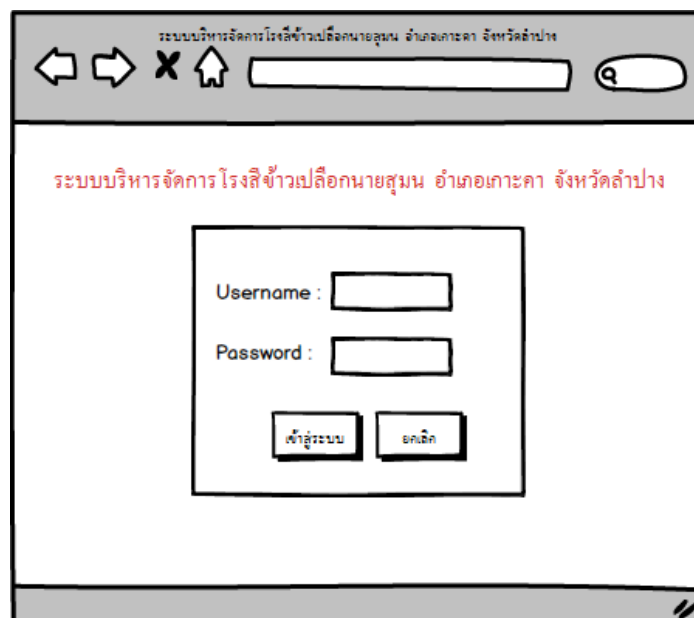 ระบบบริหารจัดการโรงสีข้าวเปลือกนายสุมน อำเภอเกาะคา จังหวัดลำปาง
ระบบบริหารจัดการโรงสีข้าวเปลือกนายสุมน อำเภอเกาะคา จังหวัดลำปาง
Username :
Password :
เข้าสู่ระบบ ยกเลิก